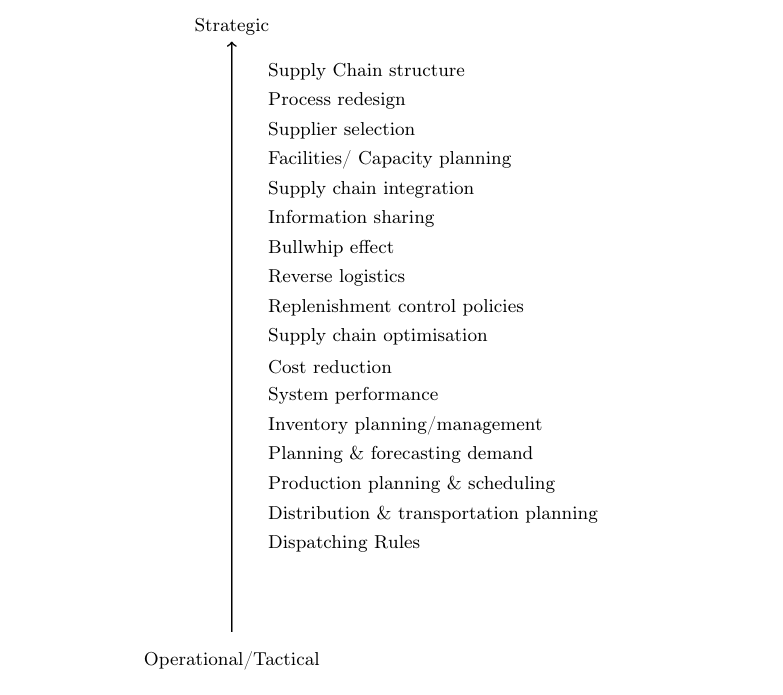 Strategic
Supply Chain structure
Process redesign
Supplier selection
Facilities/ Capacity planning
Supply chain integration
Information sharing
Bullwhip effect
Reverse logistics
Replenishment control policies
Supply chain optimisation
Cost reduction
System performance
Inventory planning/management
Planning & forecasting demand
Production planning & scheduling
Distribution & transportation planning
Dispatching Rules
Operational/Tactical